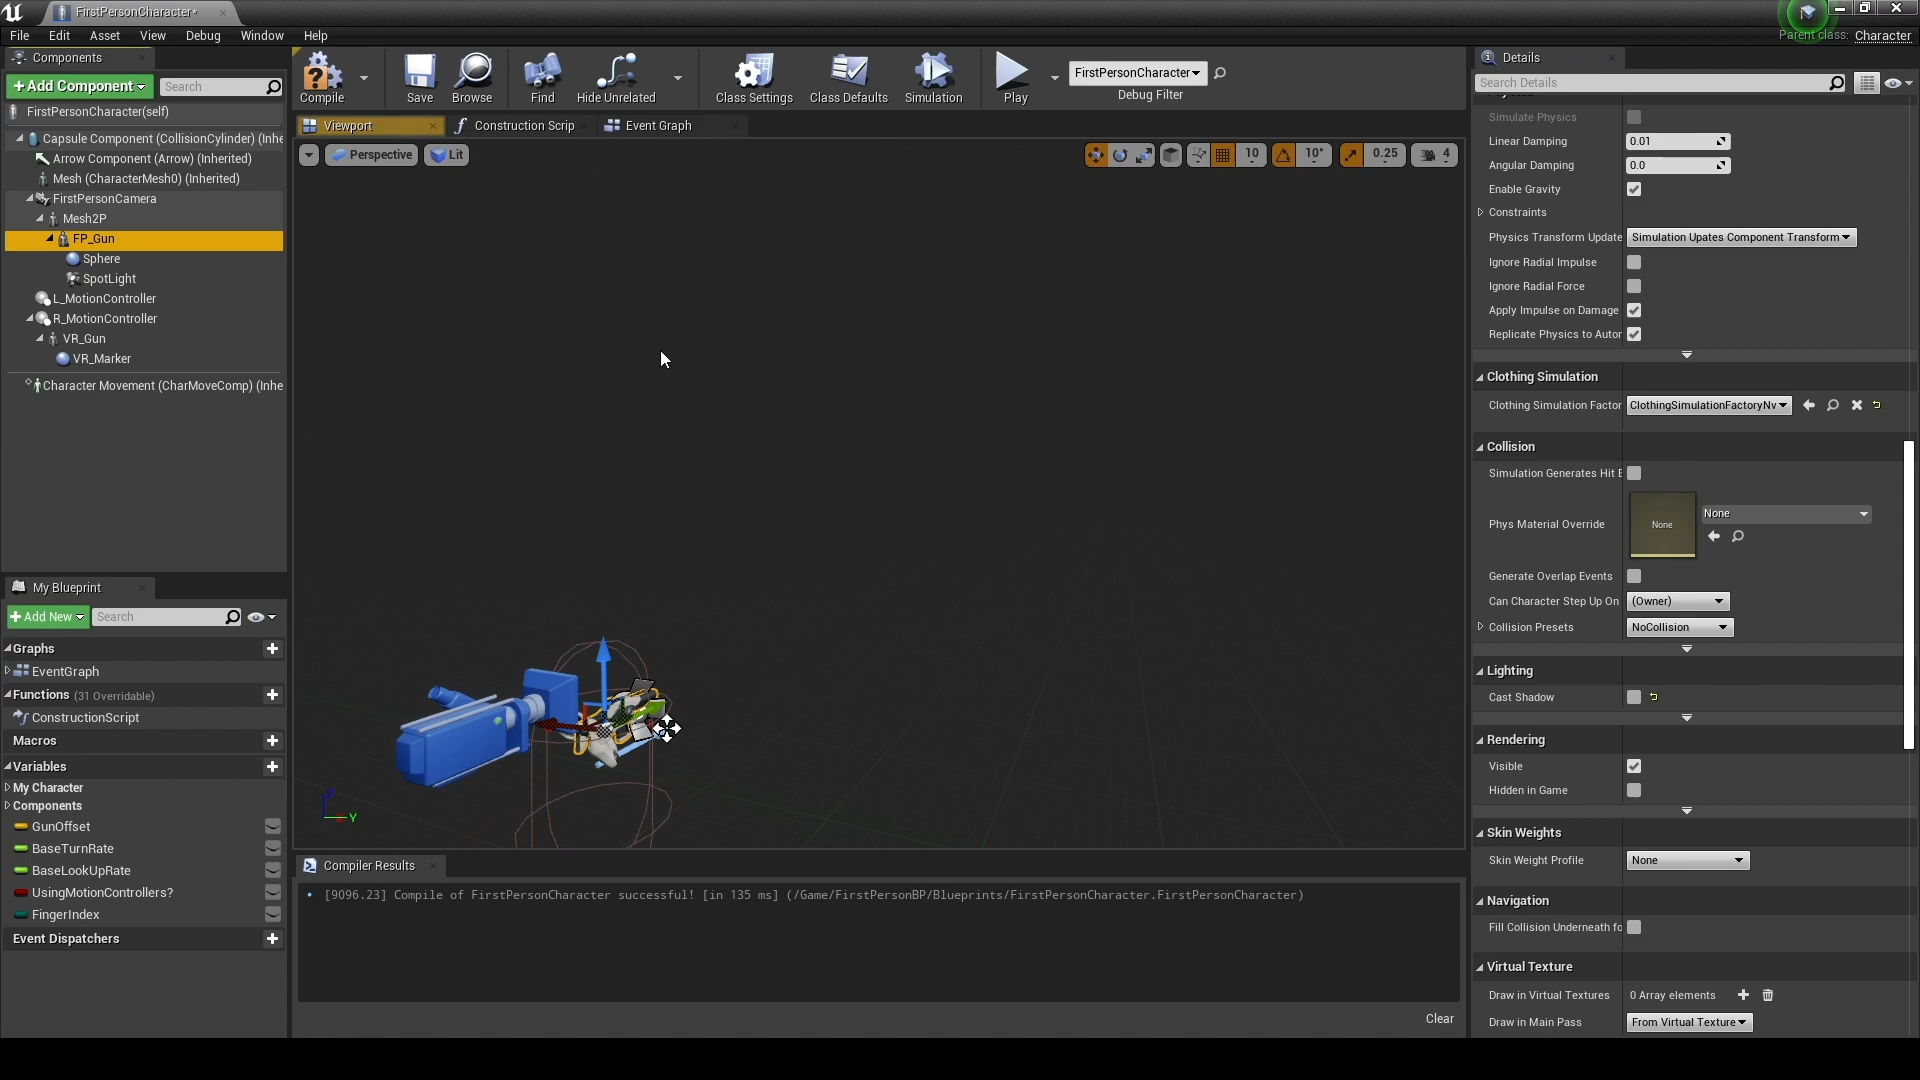 FirstPersonCharacter*
Parent class: Character
File Edit Asset View Debug Window Help
Components
+Add Component
Search
FirstPersonCharacter(self)
Capsule Component (CollisionCylinder) (Inhe
Arrow Component (Arrow) (Inherited)
Mesh (CharacterMesh0) (Inherited)
FirstPersonCamera
Mesh2P
FP_Gun
Sphere
SpotLight
L_MotionController
R_MotionController
VR_Gun
VR_Marker
Character Movement (CharMoveComp) (Inhe
My Blueprint
+Add New
Search
Graphs
EventGraph
Functions (31 Overridable)
ConstructionScript
Macros
Variables
My Character
Components
GunOffset
BaseTurnRate
BaseLookUpRate
UsingMotionControllers?
FingerIndex
Event Dispatchers
Compile
Save
Browse
Find
Hide Unrelated
Class Settings
Class Defaults
Simulation
Play
FirstPersonCharacter
Debug Filter
Viewport
Construction Scrip
Event Graph
Perspective
Lit
10
10°
0.25
4
Z
X
Y
Compiler Results
[9096.23] Compile of FirstPersonCharacter successful! [in 135 ms] (/Game/FirstPersonBP/Blueprints/FirstPersonCharacter.FirstPersonCharacter)
Clear
Details
Search Details
Simulate Physics
Linear Damping 0.01
Angular Damping 0.0
Enable Gravity
Constraints
Physics Transform Update Simulation Upates Component Transform
Ignore Radial Impulse
Ignore Radial Force
Apply Impulse on Damage
Replicate Physics to Autor
Clothing Simulation
Clothing Simulation Factor ClothingSimulationFactoryNv
Collision
Simulation Generates Hit E
Phys Material Override None None
Generate Overlap Events
Can Character Step Up On (Owner)
Collision Presets NoCollision
Lighting
Cast Shadow
Rendering
Visible
Hidden in Game
Skin Weights
Skin Weight Profile None
Navigation
Fill Collision Underneath fo
Virtual Texture
Draw in Virtual Textures 0 Array elements
Draw in Main Pass From Virtual Texture